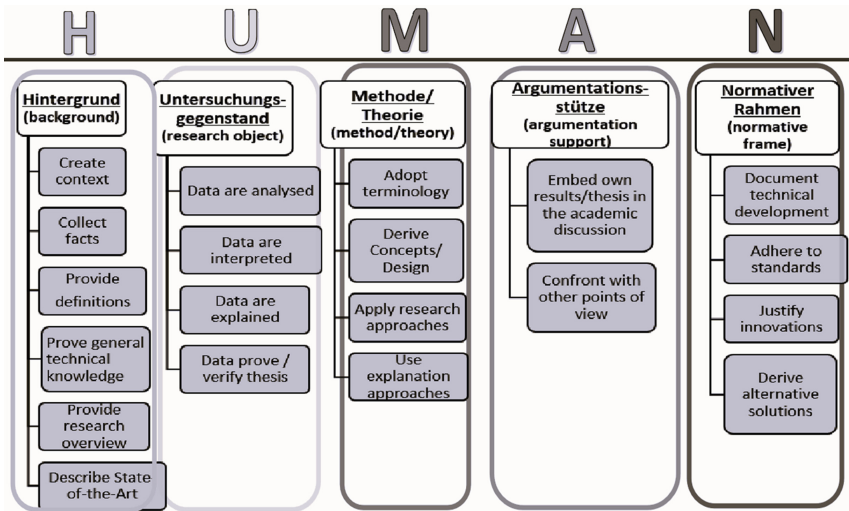 H U M A N
Hintergrund
(background)
Create
context
Collect
facts
Provide
definitions
Prove general
technical
knowledge
Provide
research
overview
Describe State
of-the-Art
Untersuchungs-
gegenstand
(research object)
Data are analysed
Data are
interpreted
Data are
explained
Data prove /
verify thesis
Methode/
Theorie
(method/theory)
Adopt
terminology
Derive
Concepts/
Design
Apply research
approaches
Use
explanation
approaches
Argumentations-
stütze
(argumentation
support)
Embed own
results/thesis in
the academic
discussion
Confront with
other points of
view
Normativer
Rahmen
(normative
frame)
Document
technical
development
Adhere to
standards
Justify
innovations
Derive
alternative
solutions